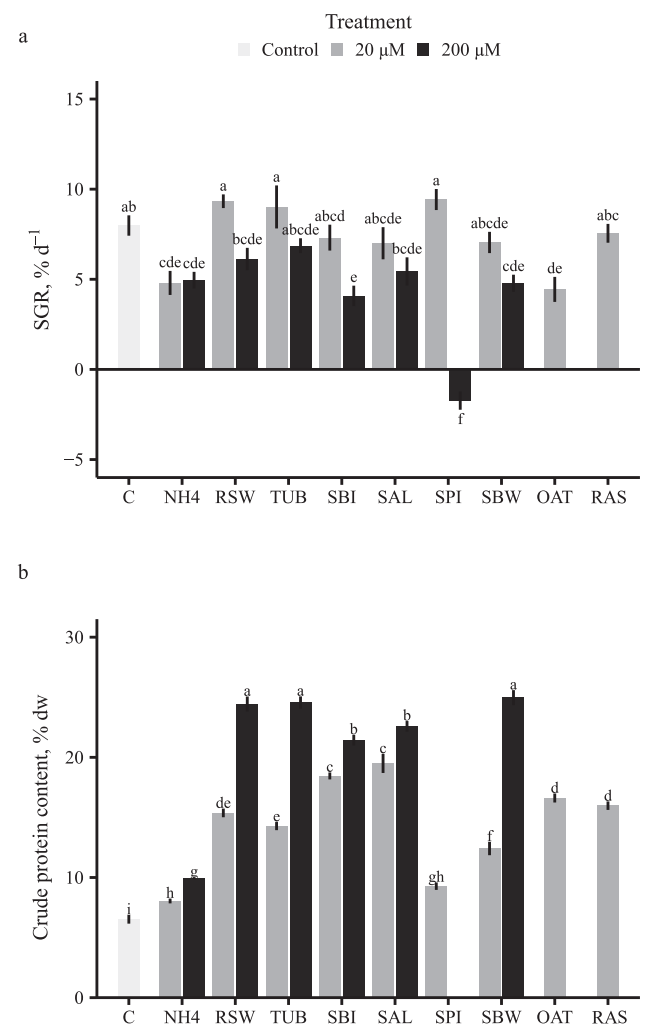 Treatment
a
Control 20 μM 200 μM
15
10
5
0
−5
SGR, % d⁻¹
ab
cde cde
a
bcde
a
abcde
abcd
e
abcde
bcde
a
f
abcde
cde
de
abc
C NH4 RSW TUB SBI SAL SPI SBW OAT RAS
b
30
20
10
0
Crude protein content, % dw
i
h
g
de
a
e
a
c
b
c
b
gh
f
a
d
d
C NH4 RSW TUB SBI SAL SPI SBW OAT RAS